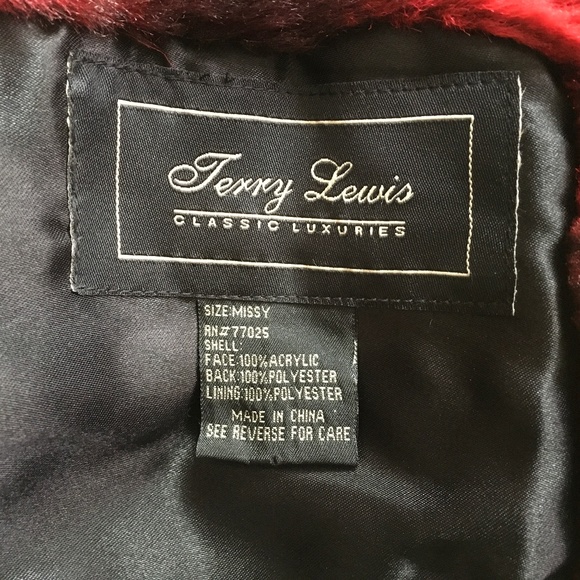 Terry Lewis
CLASSIC LUXURIES
SIZE:MISSY
RN#77025
SHELL:
FACE:100%ACRYLIC
BACK:100%POLYESTER
LINING:100%POLYESTER
MADE IN CHINA
SEE REVERSE FOR CARE